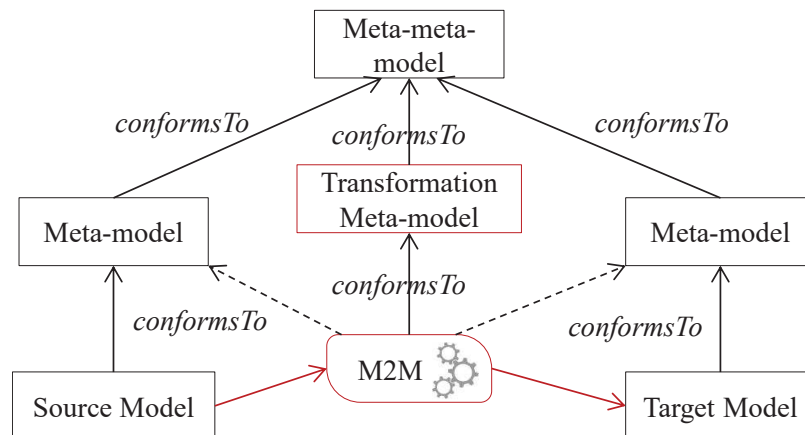 Meta-meta-
model
conformsTo
conformsTo
conformsTo
Transformation
Meta-model
Meta-model
Meta-model
conformsTo
conformsTo
conformsTo
M2M
Source Model
Target Model